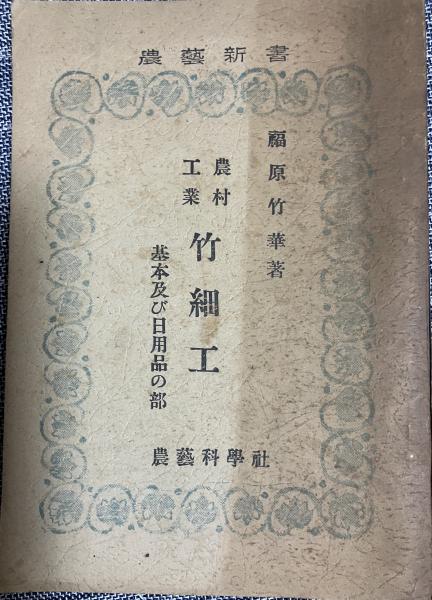 農藝新書
福原竹華著
農村
工業
竹細工
基本及び日用品の部
農藝科學社